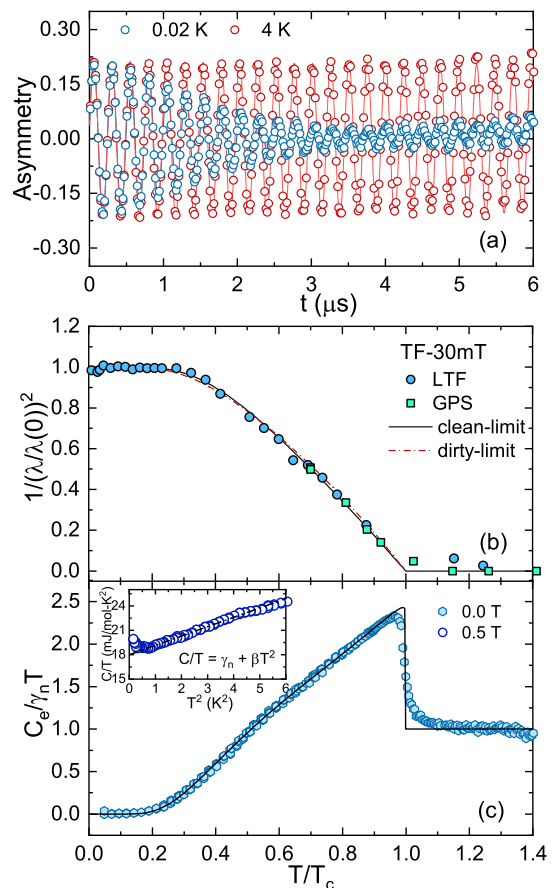 0.02 K 4 K
0.30
0.15
0.00
-0.15
-0.30
Asymmetry
(a)
0 1 2 3 4 5 6
t (μs)
1.2
1.0
0.8
0.6
0.4
0.2
0.0
1/(λ/λ(0))²
TF-30mT
LTF
GPS
clean-limit
dirty-limit
(b)
2.5
2.0
1.5
1.0
0.5
0.0
C_e/γ_nT
24
21
18
15
C/T (mJ/mol-K²)
C/T = γ_n + βT²
0 1 2 3 4 5 6
T² (K²)
0.0 T
0.5 T
(c)
0.0 0.2 0.4 0.6 0.8 1.0 1.2 1.4
T/T_c